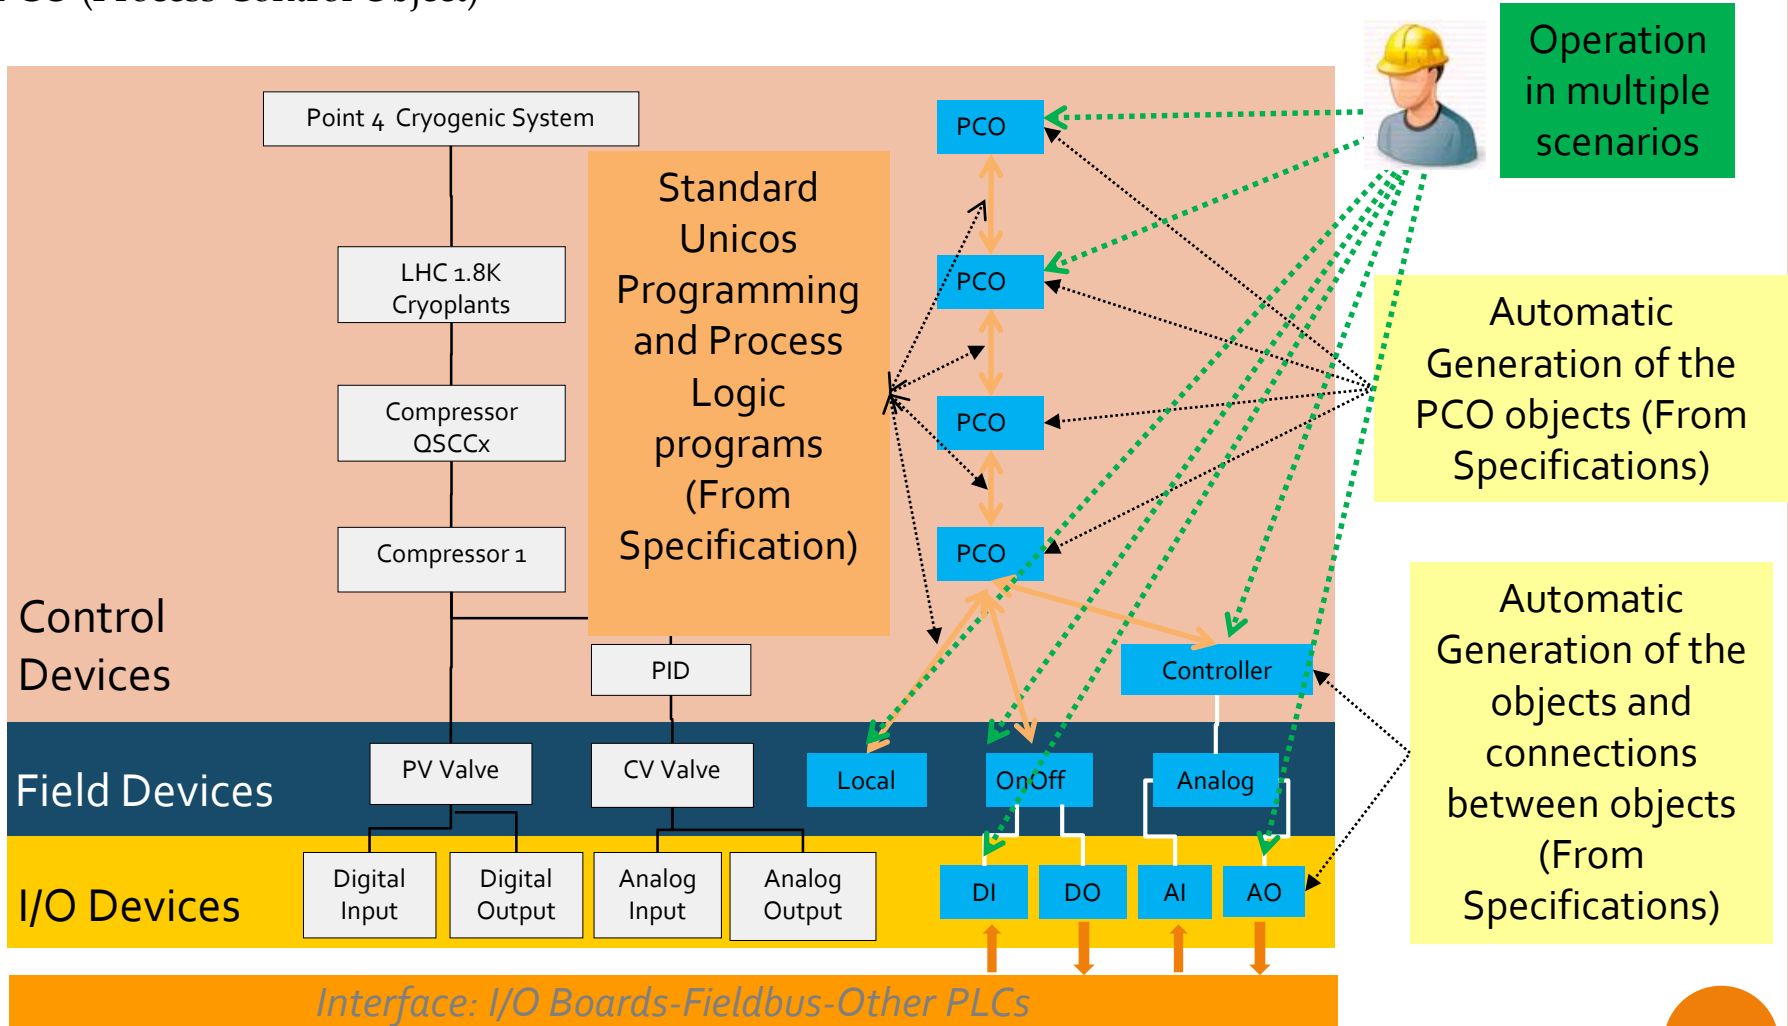 (Process Control Object)
Operation
in multiple
scenarios
Point 4 Cryogenic System
LHC 1.8K
Cryoplants
Compressor
QSCCx
Compressor 1
PID
PV Valve
CV Valve
Digital
Input
Digital
Output
Analog
Input
Analog
Output
Standard
Unicos
Programming
and Process
Logic
programs
(From
Specification)
PCO
PCO
PCO
PCO
Controller
Local
OnOff
Analog
DI
DO
AI
AO
Automatic
Generation of the
PCO objects (From
Specifications)
Automatic
Generation of the
objects and
connections
between objects
(From
Specifications)
Control
Devices
Field Devices
I/O Devices
Interface: I/O Boards-Fieldbus-Other PLCs